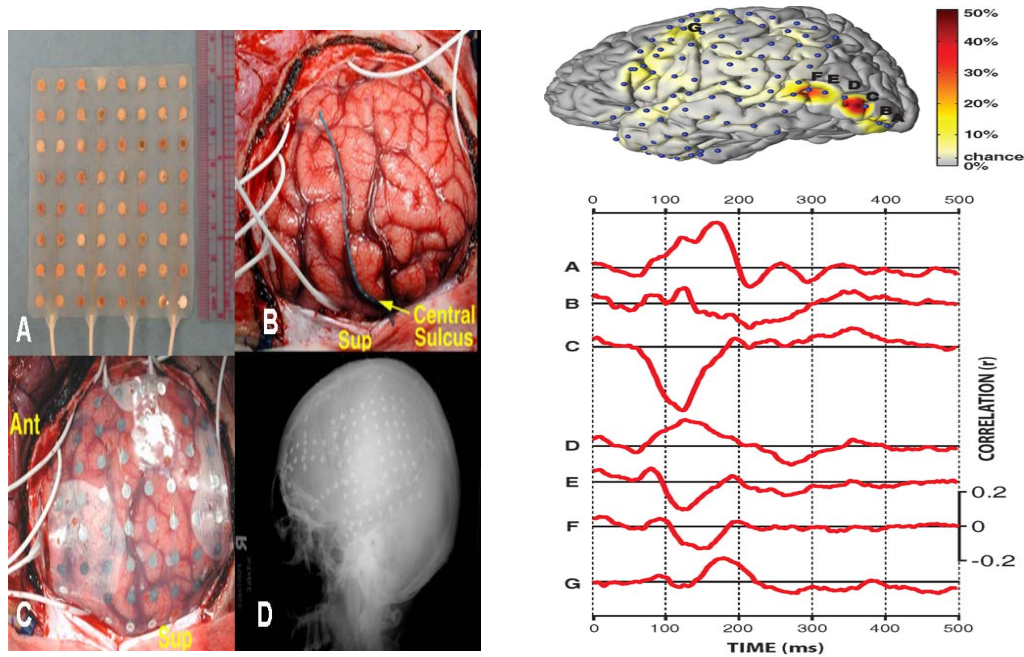 A
B
Central
Sulcus
Sup
Ant
C
Sup
R
D
G
F E
D
C
B
A
50%
40%
30%
20%
10%
chance
0%
0 100 200 300 400 500
A
B
C
D
E
F
G
CORRELATION (r)
0.2
0
-0.2
0 100 200 300 400 500
TIME (ms)